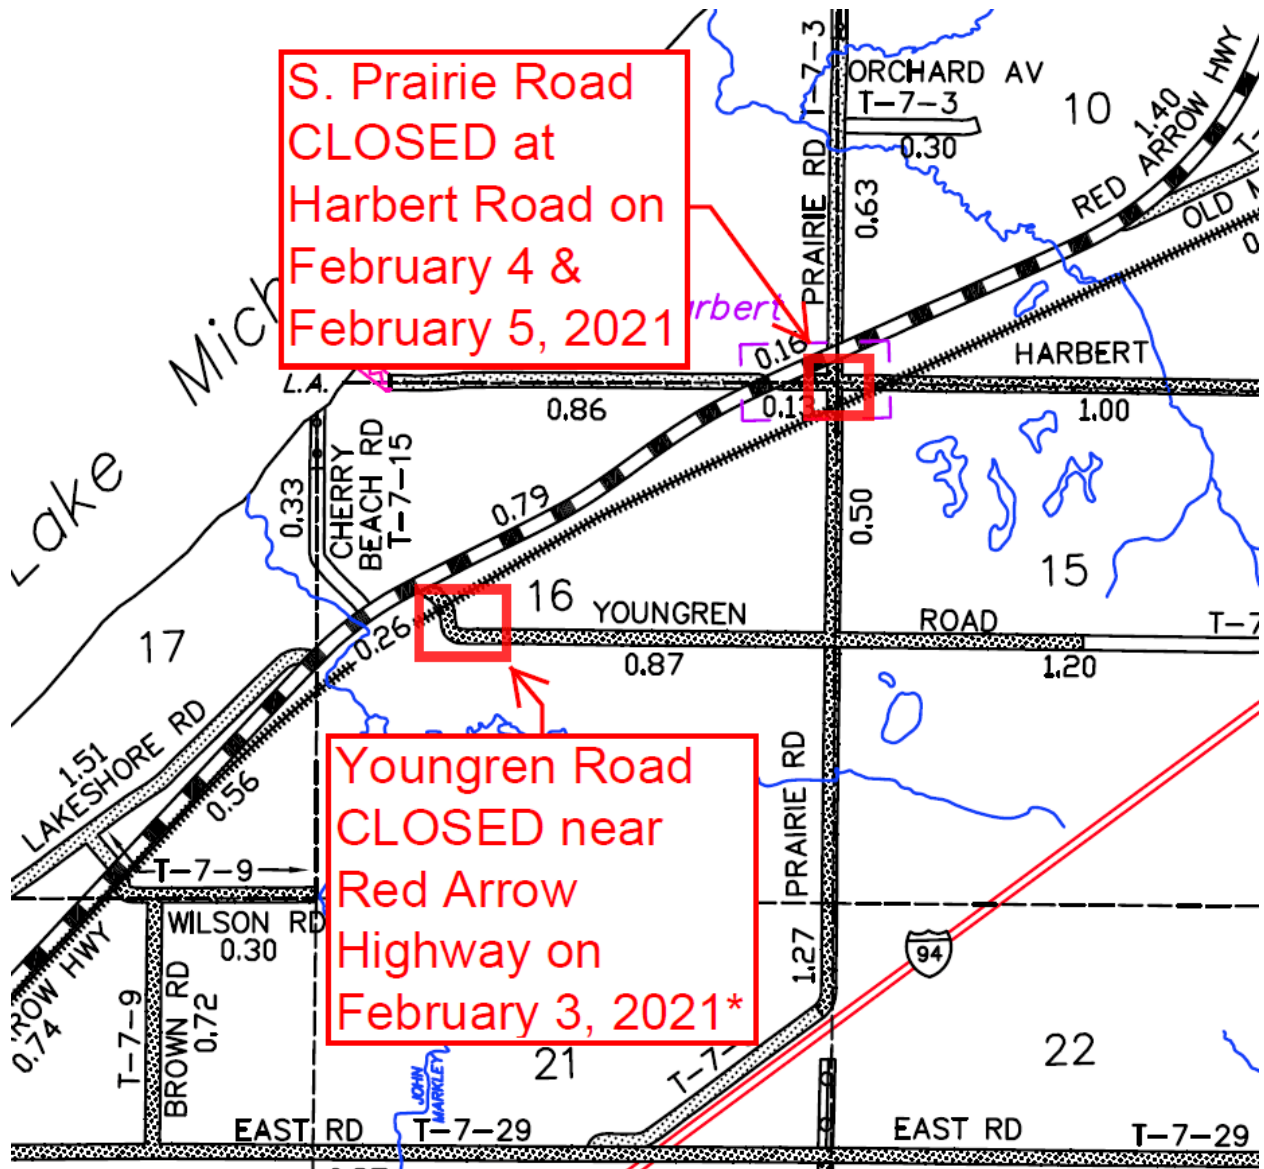 S. Prairie Road
CLOSED at
Harbert Road on
February 4 &
February 5, 2021
T-7-3
ORCHARD AV
T-7-3
0.30
10
1.40
RED ARROW HWY
OLD
PRAIRIE RD
0.63
Lake
0.16
HARBERT
L.A.
0.86
0.13
1.00
0.33
CHERRY
BEACH RD
T-7-15
0.79
0.50
15
16
YOUNGREN
ROAD
T-7
0.26
0.87
1.20
17
LAKESHORE RD
1.51
0.56
Youngren Road
CLOSED near
Red Arrow
Highway on
February 3, 2021*
PRAIRIE RD
1.27
94
T-7-9
WILSON RD
0.30
ROW HWY
0.74
T-7-9
BROWN RD
0.72
21
22
T-7-
JOHN
MARKLEY
EAST RD
T-7-29
EAST RD
T-7-29